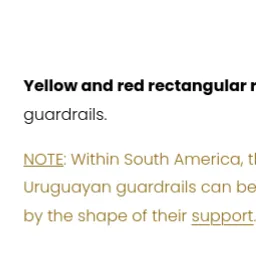 Yellow and red rectangular
guardrails.
NOTE: Within South America,
Uruguayan guardrails can be
by the shape of their support.